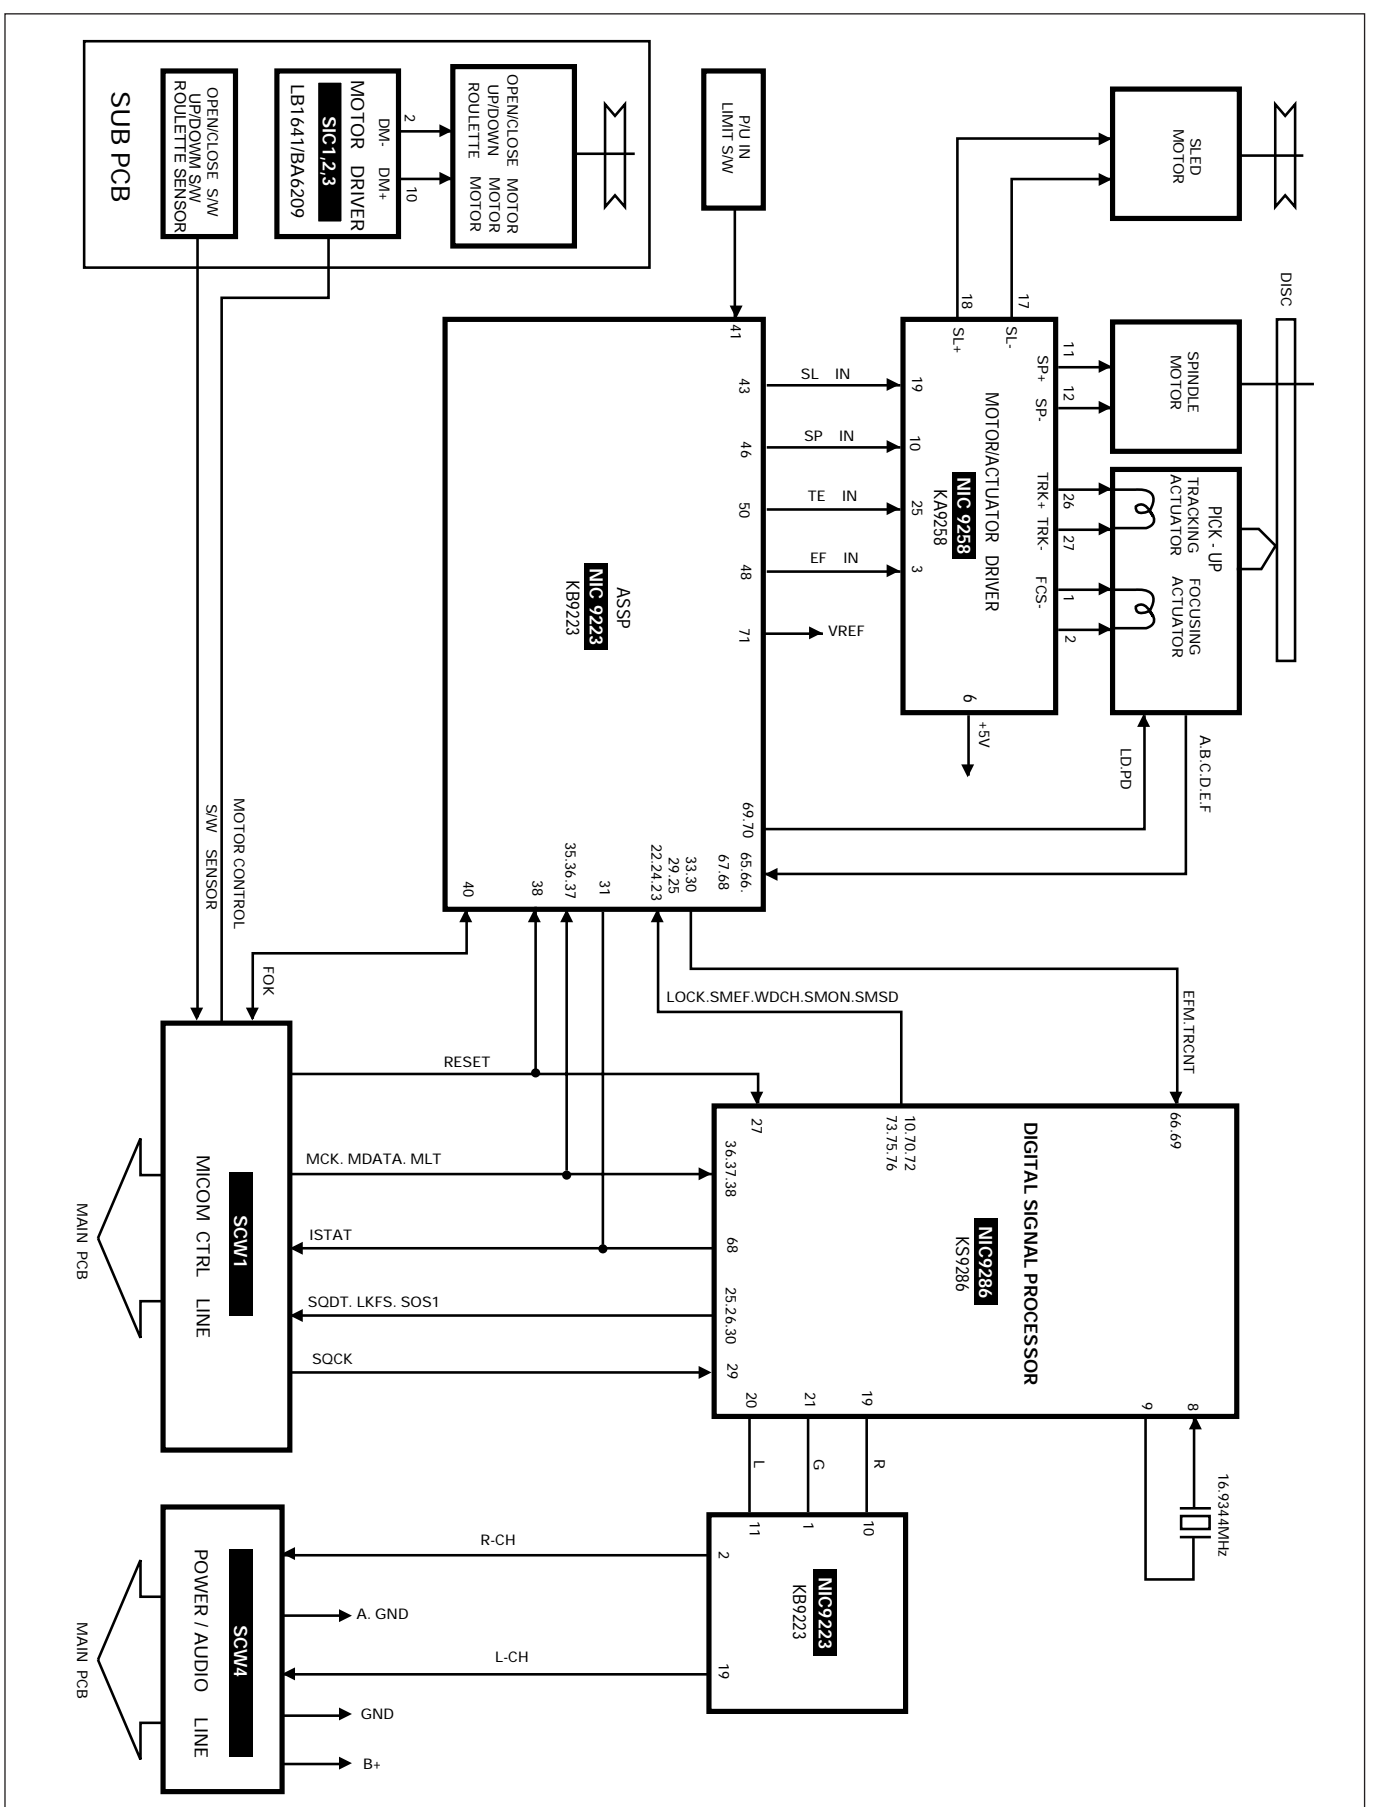 SUB PCB
OPEN/CLOSE S/W
UP/DOWM S/W
ROULETTE SENSOR
MOTOR DRIVER
SIC1,2,3
LB1641/BA6209
DM-
DM+
2
10
OPEN/CLOSE MOTOR
UP/DOWN MOTOR
ROULETTE MOTOR
P/U IN
LIMIT S/W
SLED
MOTOR
18
17
SL+
SL-
DISC
SPINDLE
MOTOR
11
12
SP+
SP-
PICK - UP
TRACKING
ACTUATOR
FOCUSING
ACTUATOR
26
27
TRK+
TRK-
1
2
FCS-
MOTOR/ACTUATOR DRIVER
NIC 9258
KA9258
19
10
25
3
6
+5V
LD.PD
A.B.C.D.E.F
SL IN
SP IN
TE IN
EF IN
VREF
41
43
46
50
48
71
69.70
65.66.
67.68
33.30
29.25
22.24.23
31
35.36.37
38
40
ASSP
NIC 9223
KB9223
MOTOR CONTROL
S/W SENSOR
FOK
LOCK.SMEF.WDCH.SMON.SMSD
EFM.TRCNT
RESET
MCK. MDATA. MLT
ISTAT
SQDT. LKFS. SOS1
SQCK
SCW1
MICOM CTRL LINE
MAIN PCB
DIGITAL SIGNAL PROCESSOR
NIC9286
KS9286
27
10.70.72
73.75.76
66.69
36.37.38
68
25.26.30
29
20
21
19
9
8
16.9344MHz
L
G
R
11
1
10
NIC9223
KB9223
2
19
R-CH
A. GND
L-CH
GND
B+
SCW4
POWER / AUDIO LINE
MAIN PCB